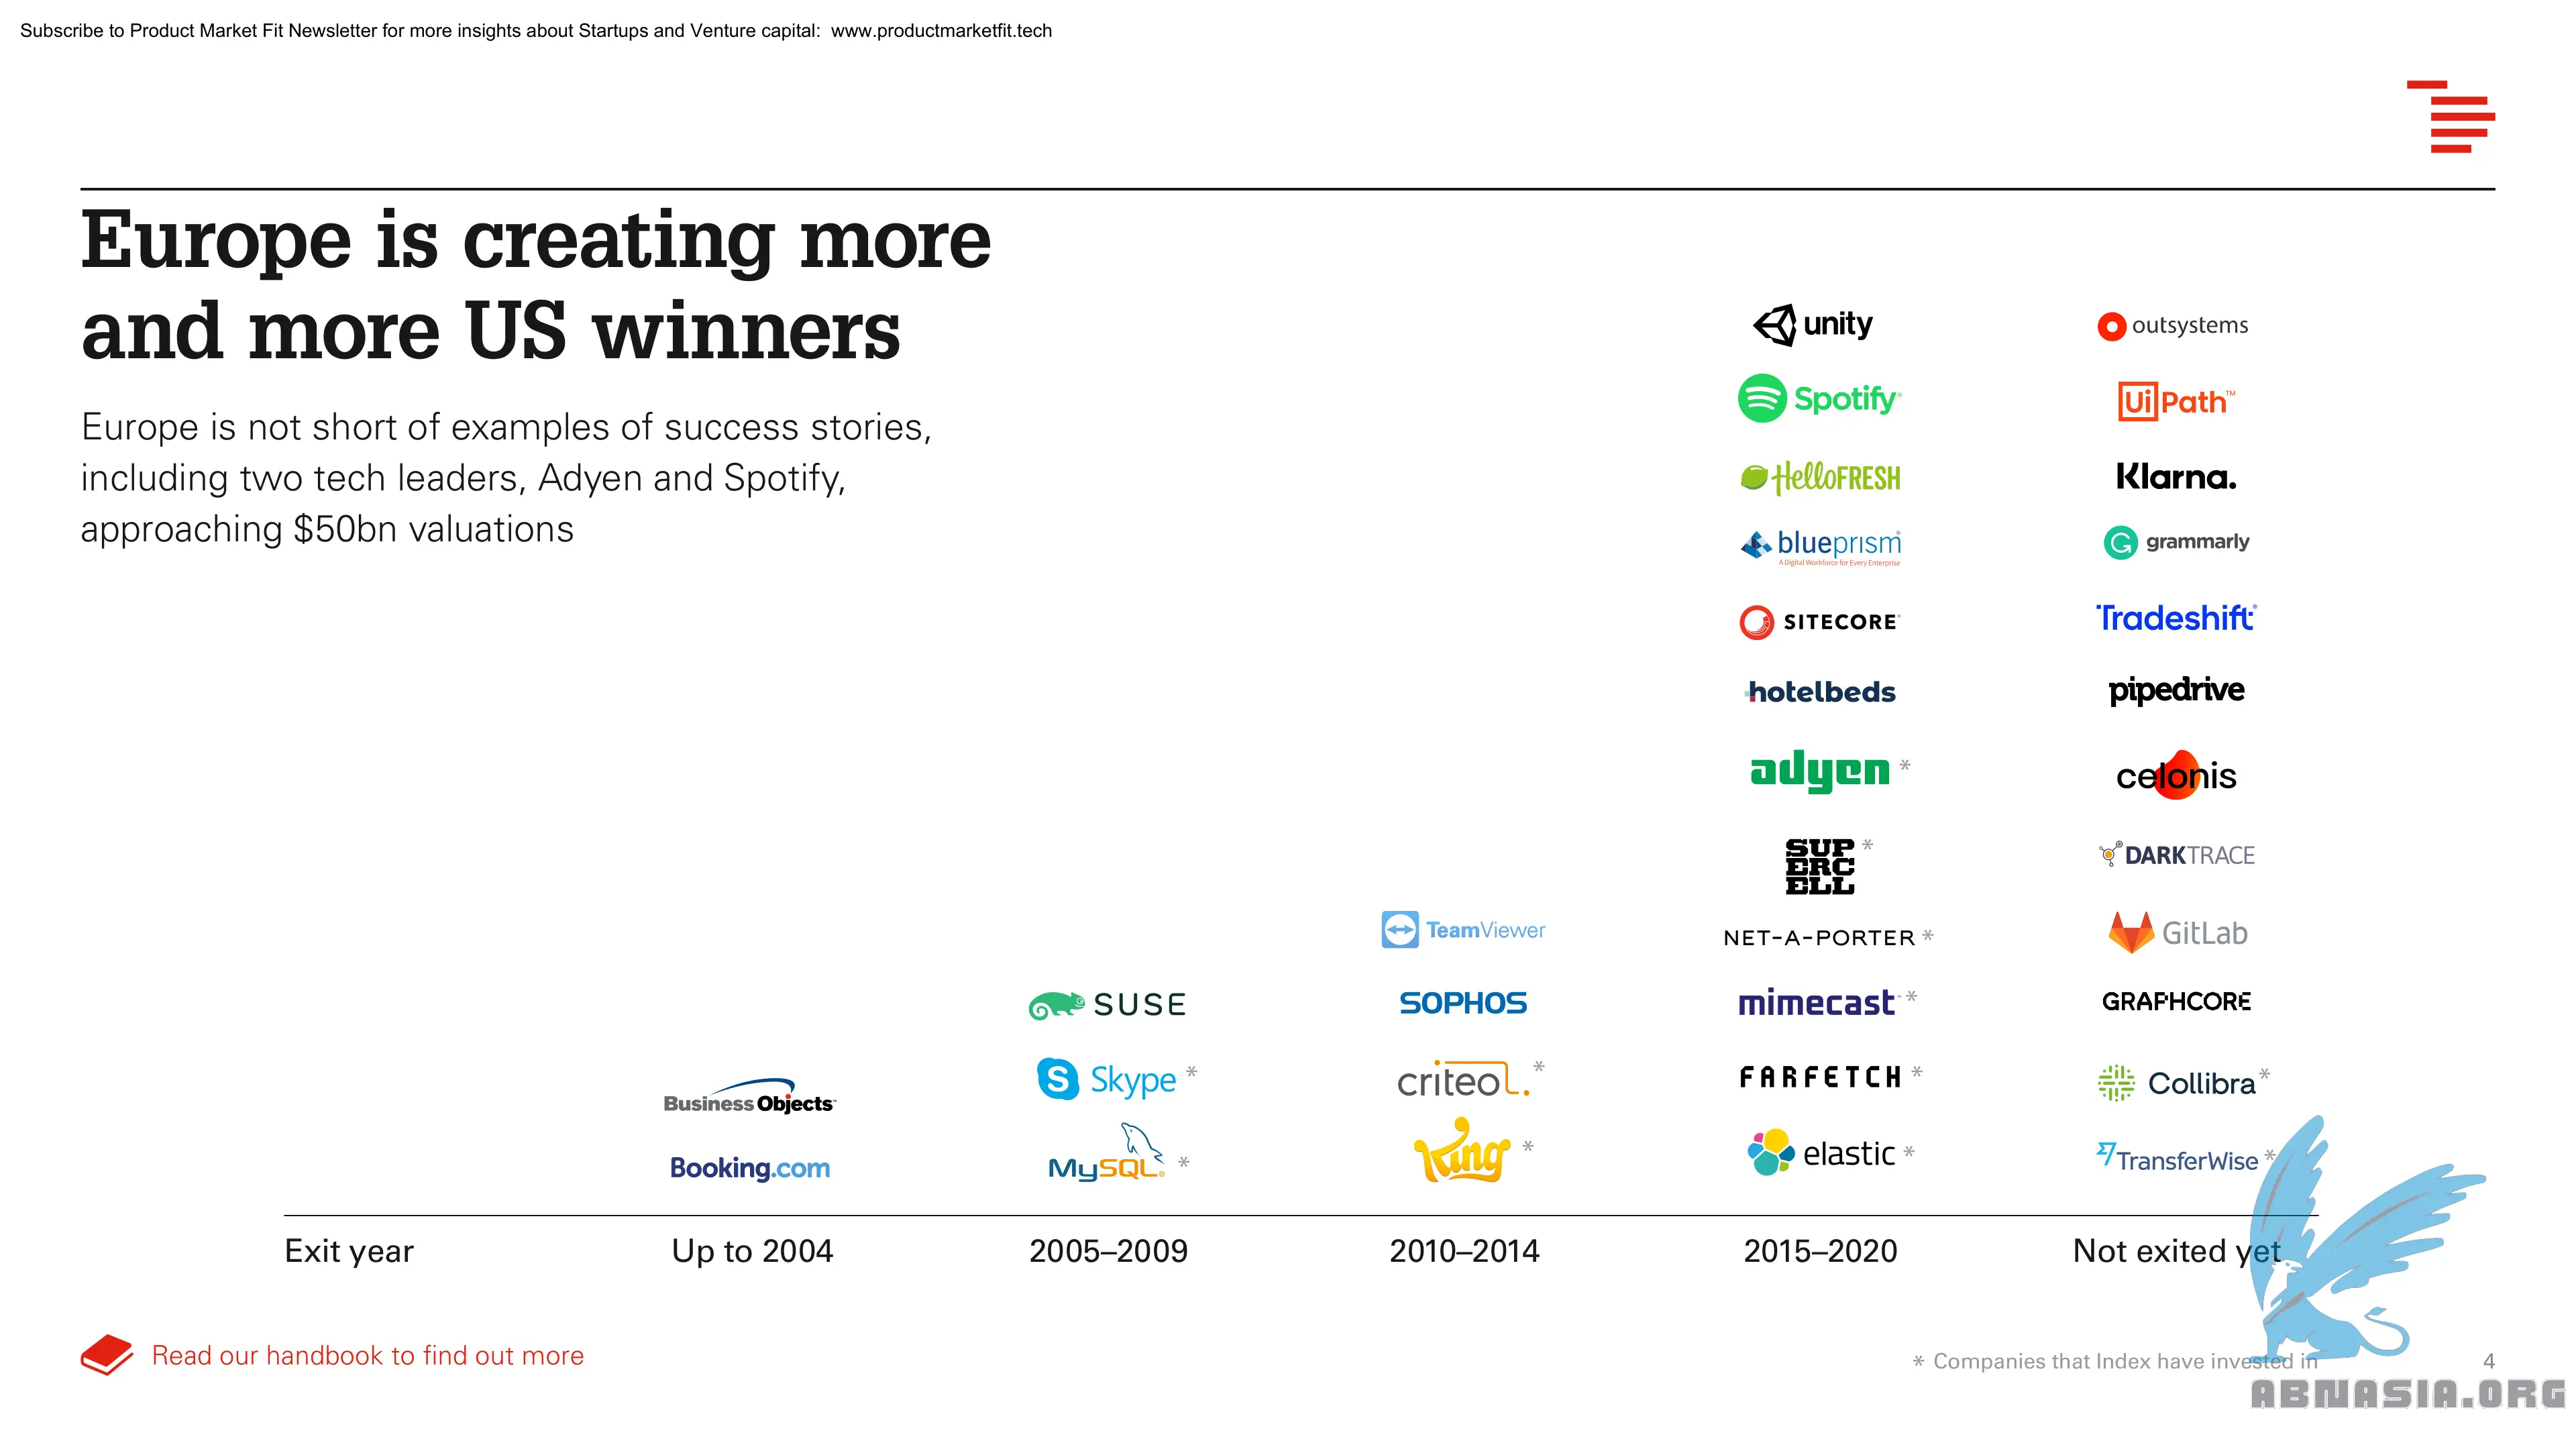 Subscribe to Product Market Fit Newsletter for more insights about Startups and Venture capital:  www.productmarketfit.tech
Europe is creating more
and more US winners
Europe is not short of examples of success stories,
including two tech leaders, Adyen and Spotify,
approaching $50bn valuations
Business Objects™
Booking.com
SUSE
Skype *
MySQL® *
TeamViewer
SOPHOS
criteo. *
King *
unity
Spotify®
HelloFRESH
blueprism®
A Digital Workforce for Every Enterprise
SITECORE®
hotelbeds
adyen *
SUP
ERC
ELL *
NET-A-PORTER *
mimecast™ *
FARFETCH *
elastic *
outsystems
UiPath™
Klarna.
grammarly
Tradeshift®
pipedrive
celonis
DARKTRACE
GitLab
GRAPHCORE
Collibra *
TransferWise *
Exit year
Up to 2004
2005–2009
2010–2014
2015–2020
Not exited yet
Read our handbook to find out more
* Companies that Index have invested in
4
ABNASIA.ORG